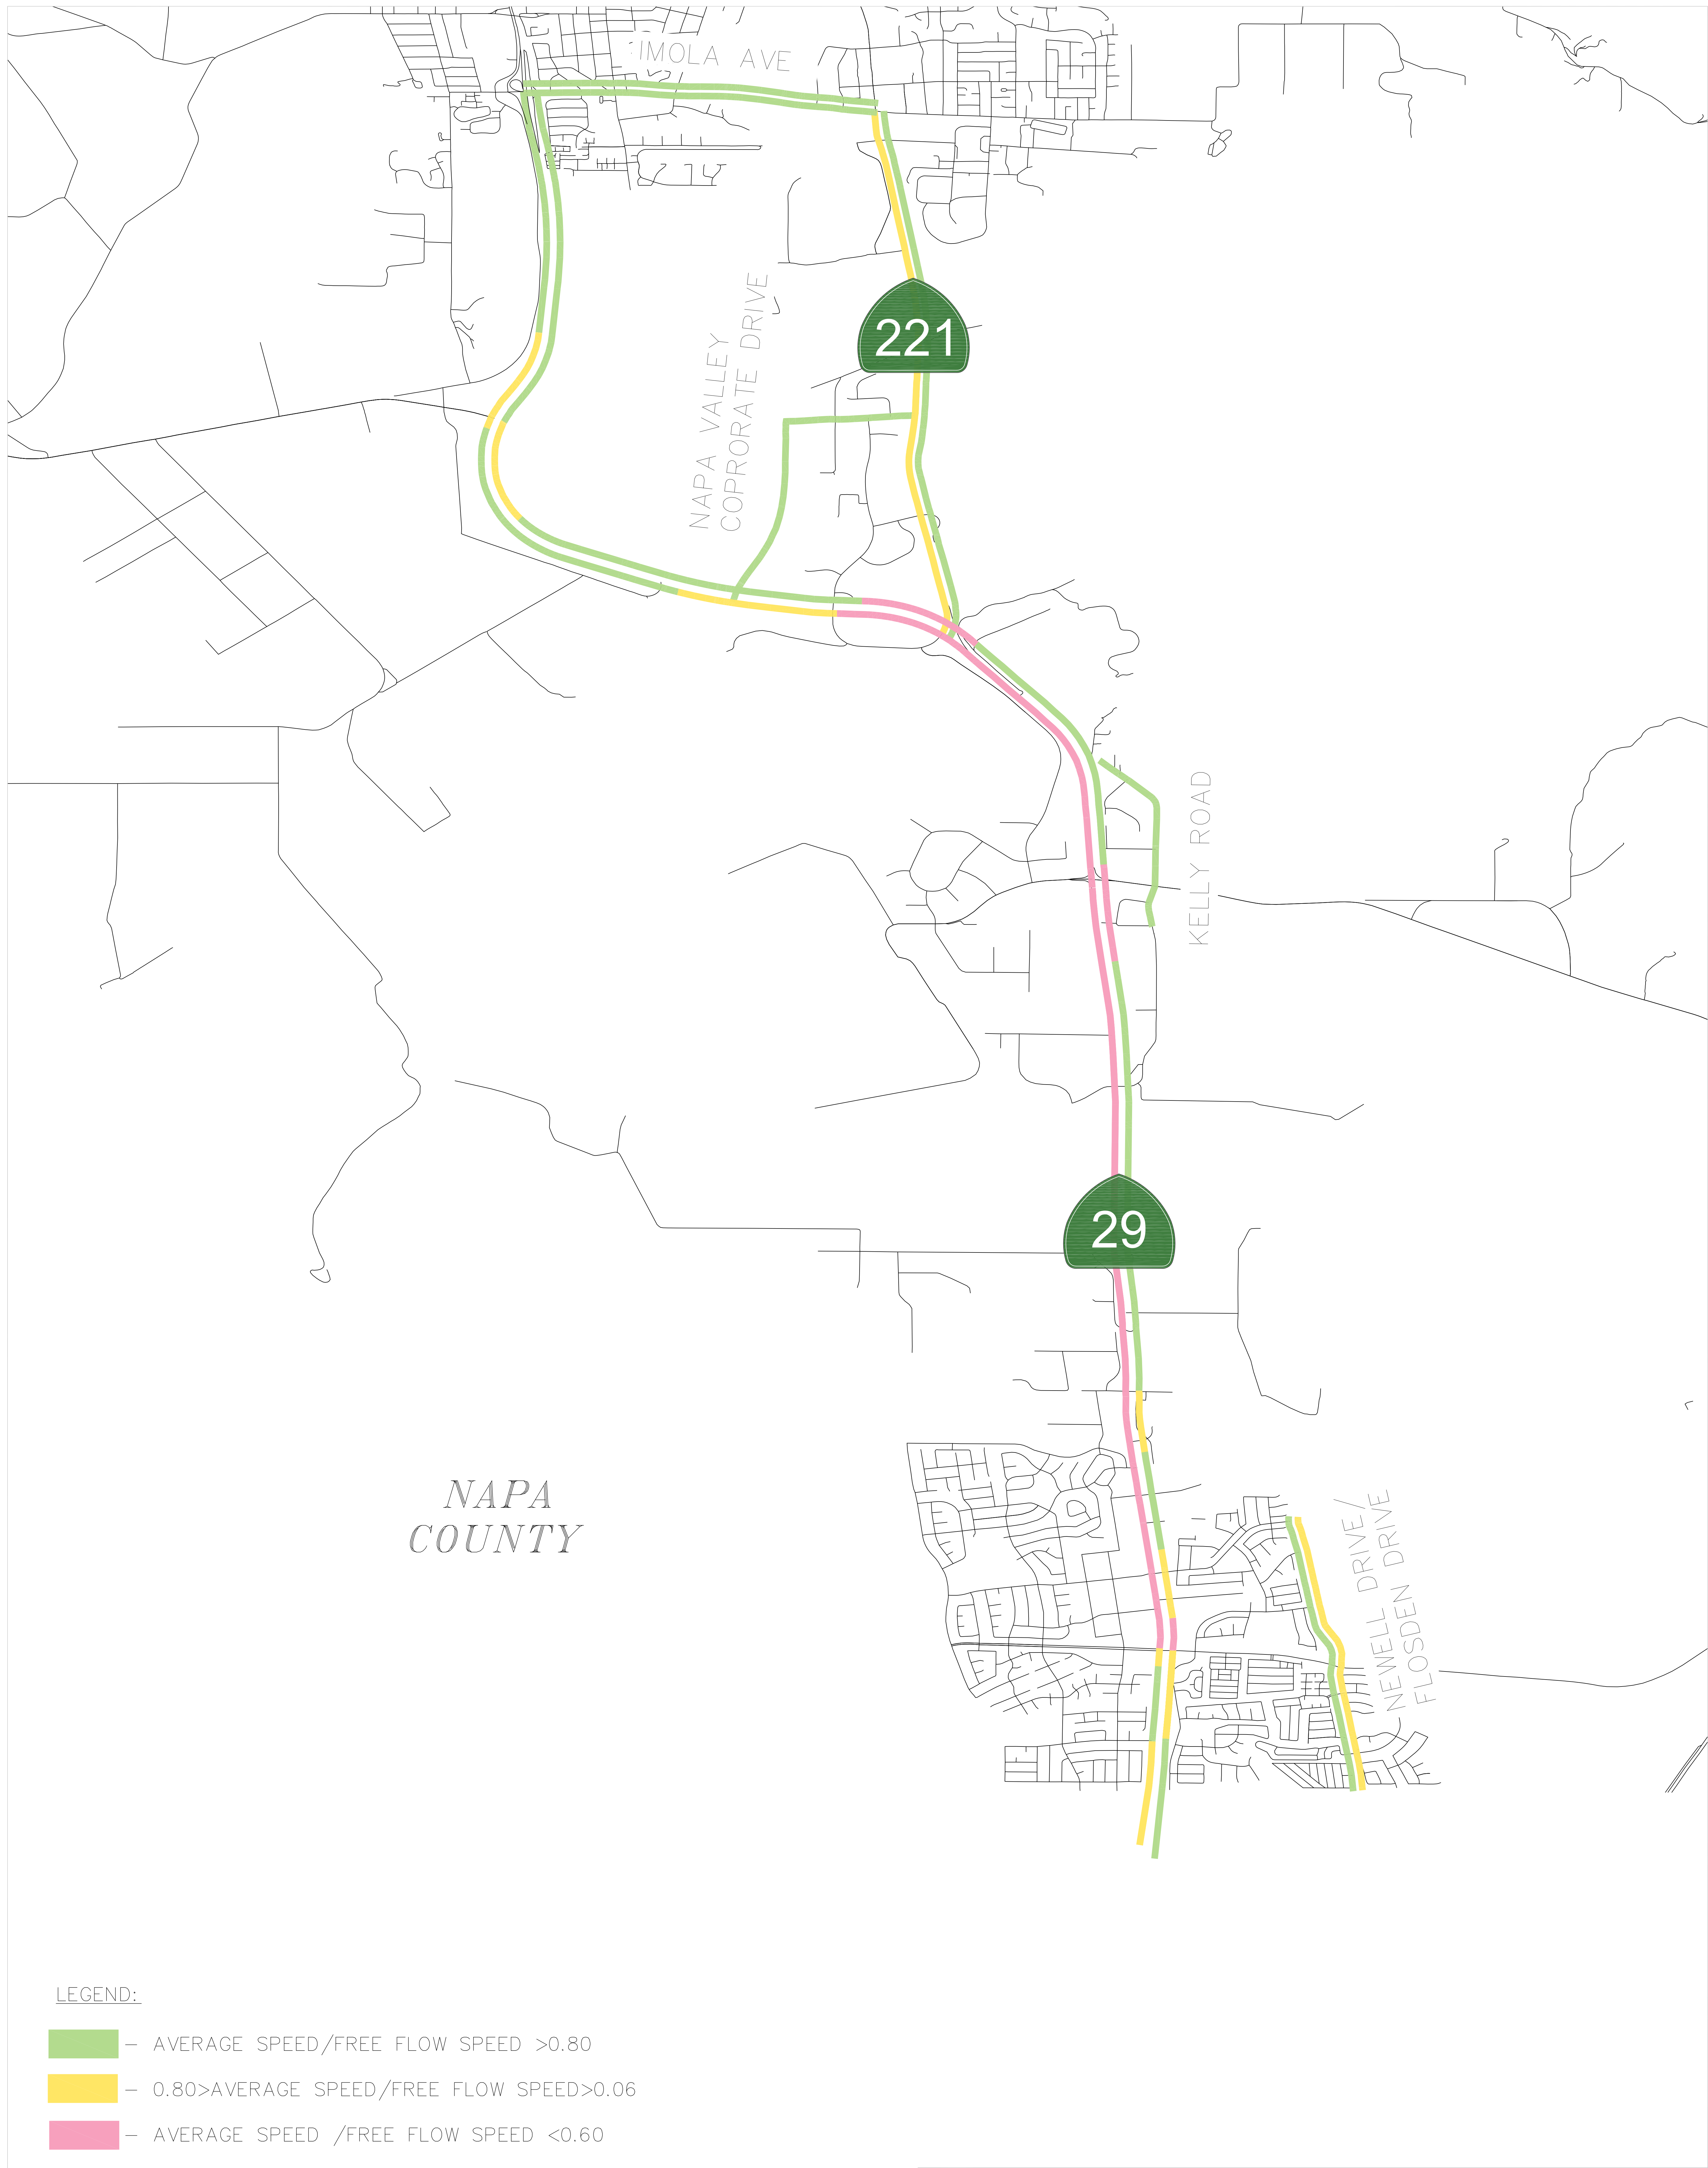 IMOLA AVE
221
NAPA VALLEY
COPRORATE DRIVE
KELLY ROAD
29
NAPA
COUNTY
NEWELL DRIVE/
FLOSDEN DRIVE
LEGEND:
- AVERAGE SPEED/FREE FLOW SPEED >0.80
- 0.80>AVERAGE SPEED/FREE FLOW SPEED>0.06
- AVERAGE SPEED /FREE FLOW SPEED <0.60